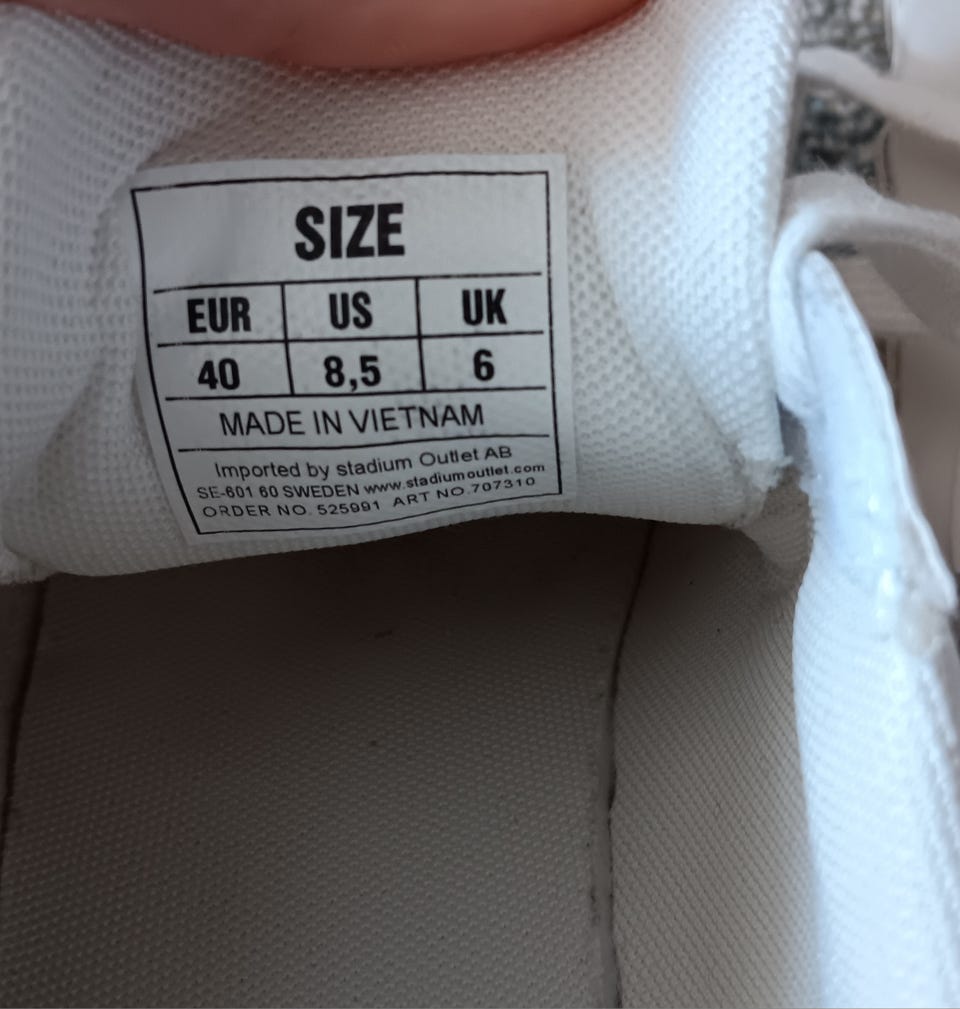 SIZE
EUR US UK
40 8,5 6
MADE IN VIETNAM
Imported by stadium Outlet AB
SE-601 60 SWEDEN www.stadiumoutlet.com
ORDER NO. 525991 ART NO.707310